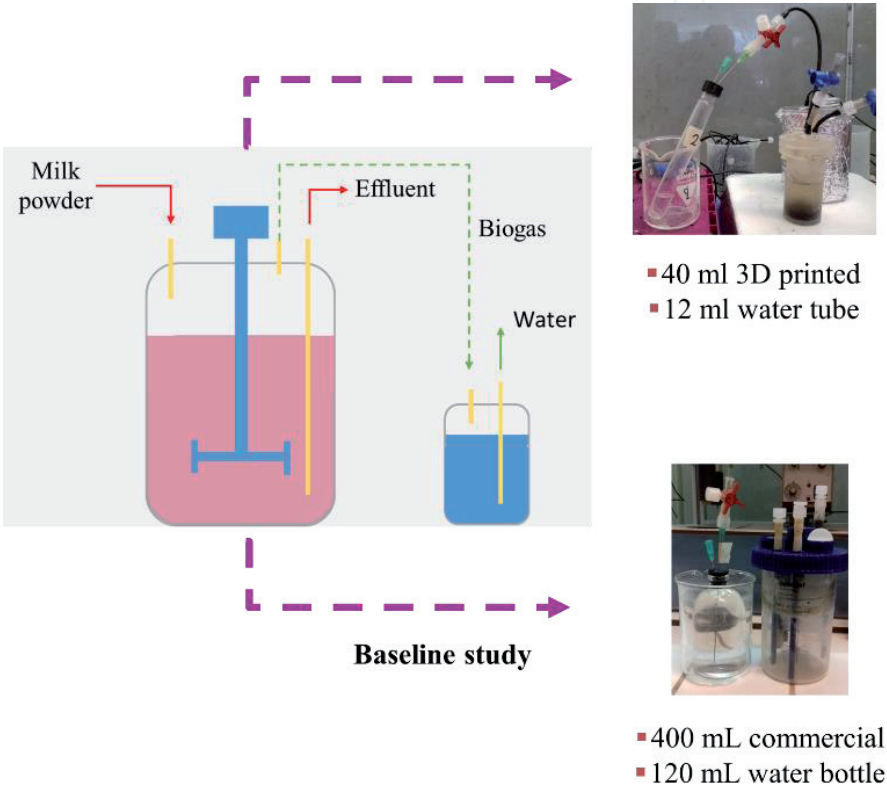 Milk
powder
Effluent
Biogas
Water
2
▪ 40 ml 3D printed
▪ 12 ml water tube
Baseline study
▪ 400 mL commercial
▪ 120 mL water bottle